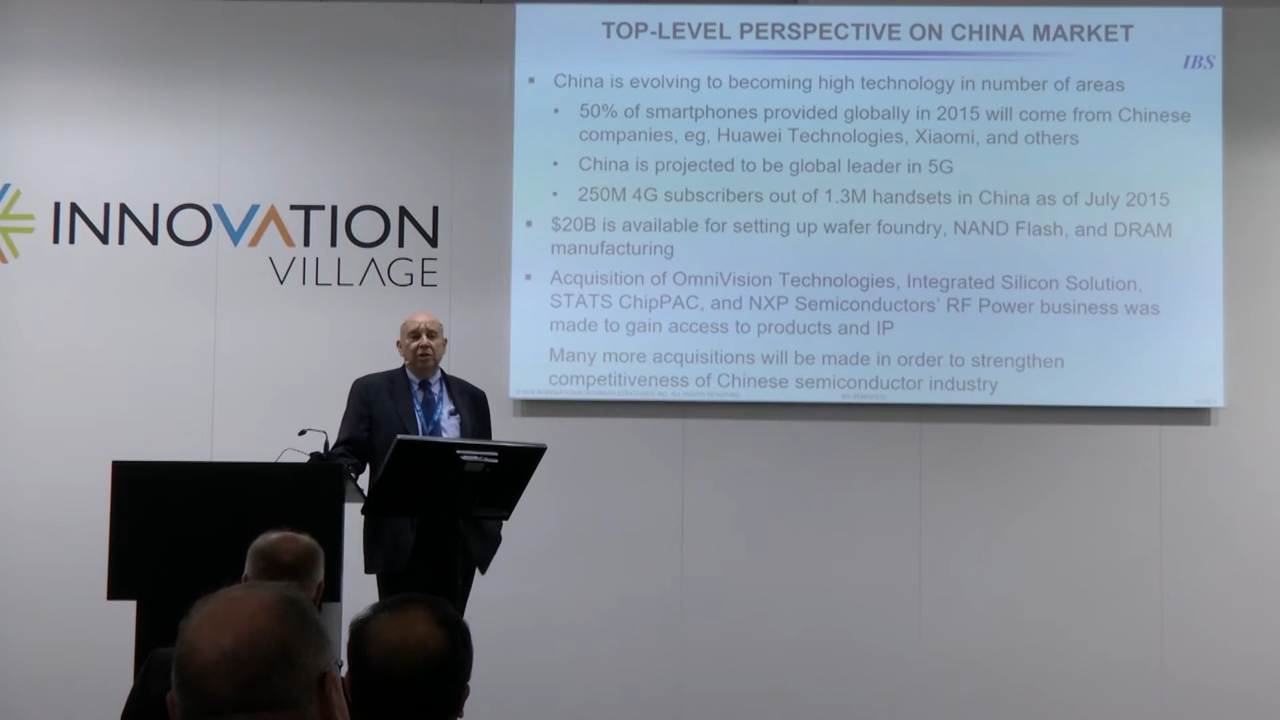 INNOVATION
VILLAGE
TOP-LEVEL PERSPECTIVE ON CHINA MARKET
IBS
▪ China is evolving to becoming high technology in number of areas
• 50% of smartphones provided globally in 2015 will come from Chinese
companies, eg, Huawei Technologies, Xiaomi, and others
• China is projected to be global leader in 5G
• 250M 4G subscribers out of 1.3M handsets in China as of July 2015
▪ $20B is available for setting up wafer foundry, NAND Flash, and DRAM
manufacturing
▪ Acquisition of OmniVision Technologies, Integrated Silicon Solution,
STATS ChipPAC, and NXP Semiconductors' RF Power business was
made to gain access to products and IP
Many more acquisitions will be made in order to strengthen
competitiveness of Chinese semiconductor industry